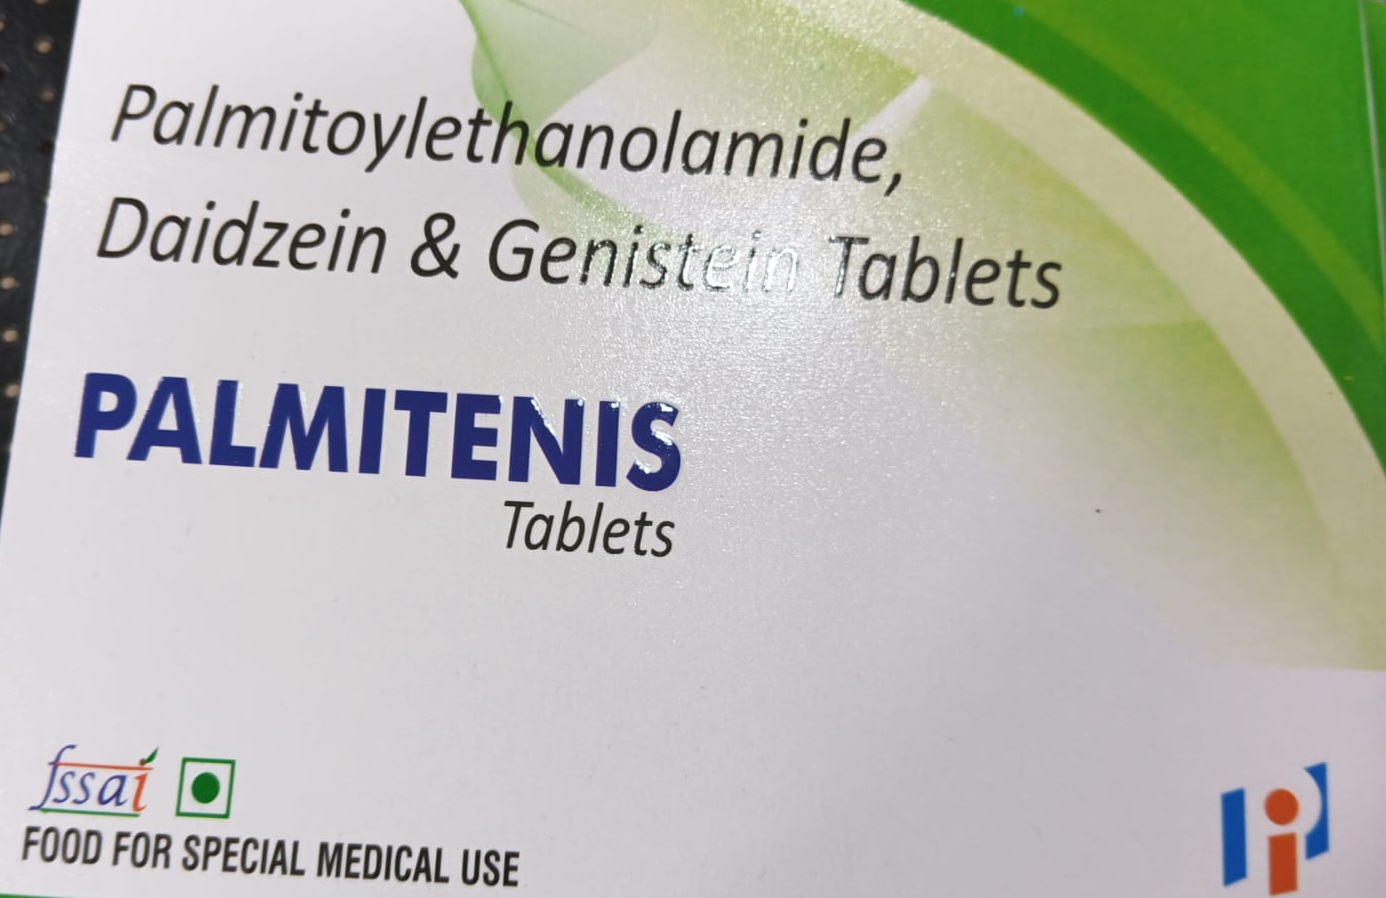 Palmitoylethanolamide,
Daidzein & Genistein Tablets
PALMITENIS
Tablets
fssai
FOOD FOR SPECIAL MEDICAL USE